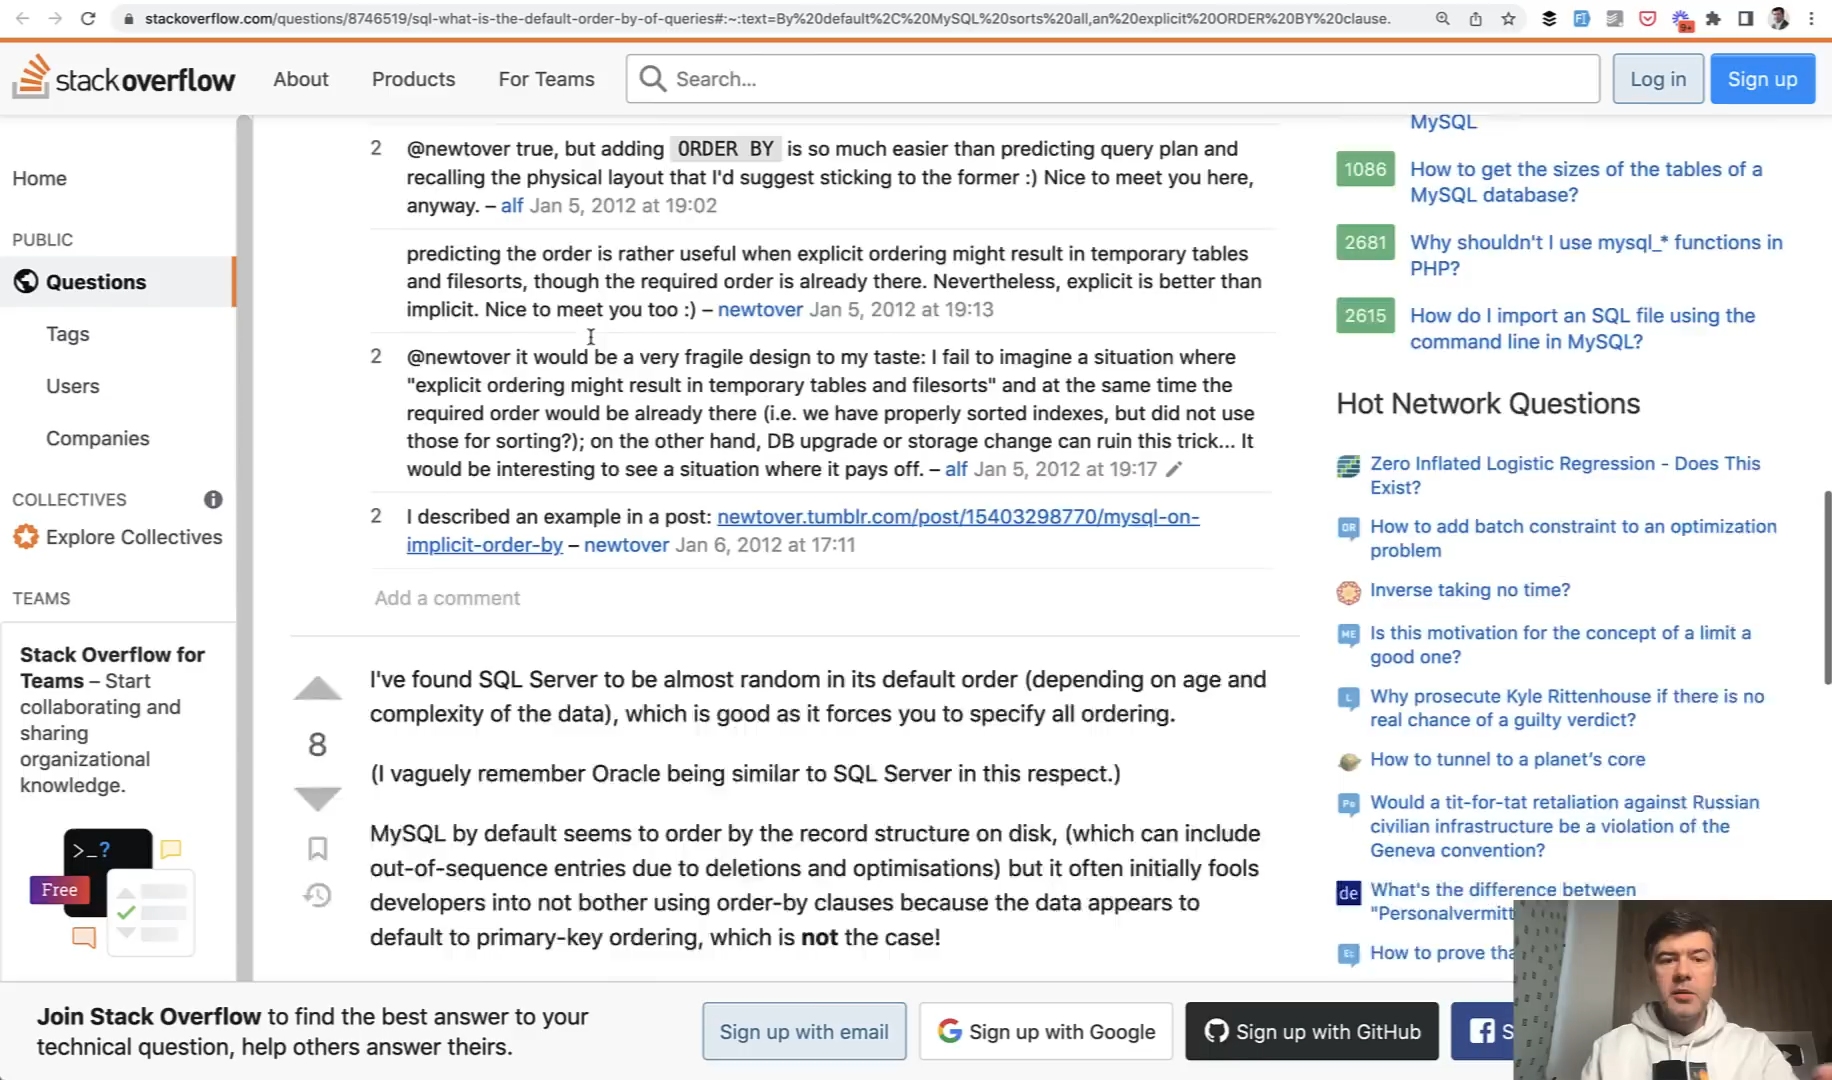 stackoverflow.com/questions/8746519/sql-what-is-the-default-order-by-of-queries#:~:text=By%20default%2C%20MySQL%20sorts%20all,an%20explicit%20ORDER%20BY%20clause.
9+
stackoverflow
About
Products
For Teams
Search...
Log in
Sign up
Home
PUBLIC
Questions
Tags
Users
Companies
COLLECTIVES
Explore Collectives
TEAMS
Stack Overflow for
Teams – Start
collaborating and
sharing
organizational
knowledge.
>_?
Free
2 @newtover true, but adding ORDER BY is so much easier than predicting query plan and
recalling the physical layout that I'd suggest sticking to the former :) Nice to meet you here,
anyway. – alf Jan 5, 2012 at 19:02
predicting the order is rather useful when explicit ordering might result in temporary tables
and filesorts, though the required order is already there. Nevertheless, explicit is better than
implicit. Nice to meet you too :) – newtover Jan 5, 2012 at 19:13
2 @newtover it would be a very fragile design to my taste: I fail to imagine a situation where
"explicit ordering might result in temporary tables and filesorts" and at the same time the
required order would be already there (i.e. we have properly sorted indexes, but did not use
those for sorting?); on the other hand, DB upgrade or storage change can ruin this trick... It
would be interesting to see a situation where it pays off. – alf Jan 5, 2012 at 19:17
2 I described an example in a post: newtover.tumblr.com/post/15403298770/mysql-on-
implicit-order-by – newtover Jan 6, 2012 at 17:11
Add a comment
8
I've found SQL Server to be almost random in its default order (depending on age and
complexity of the data), which is good as it forces you to specify all ordering.
(I vaguely remember Oracle being similar to SQL Server in this respect.)
MySQL by default seems to order by the record structure on disk, (which can include
out-of-sequence entries due to deletions and optimisations) but it often initially fools
developers into not bother using order-by clauses because the data appears to
default to primary-key ordering, which is not the case!
MySQL
1086 How to get the sizes of the tables of a
MySQL database?
2681 Why shouldn't I use mysql_* functions in
PHP?
2615 How do I import an SQL file using the
command line in MySQL?
Hot Network Questions
Zero Inflated Logistic Regression - Does This
Exist?
OR How to add batch constraint to an optimization
problem
Inverse taking no time?
ME Is this motivation for the concept of a limit a
good one?
L Why prosecute Kyle Rittenhouse if there is no
real chance of a guilty verdict?
How to tunnel to a planet's core
Po Would a tit-for-tat retaliation against Russian
civilian infrastructure be a violation of the
Geneva convention?
de What's the difference between
"Personalvermitt
How to prove tha
Join Stack Overflow to find the best answer to your
technical question, help others answer theirs.
Sign up with email
Sign up with Google
Sign up with GitHub
S